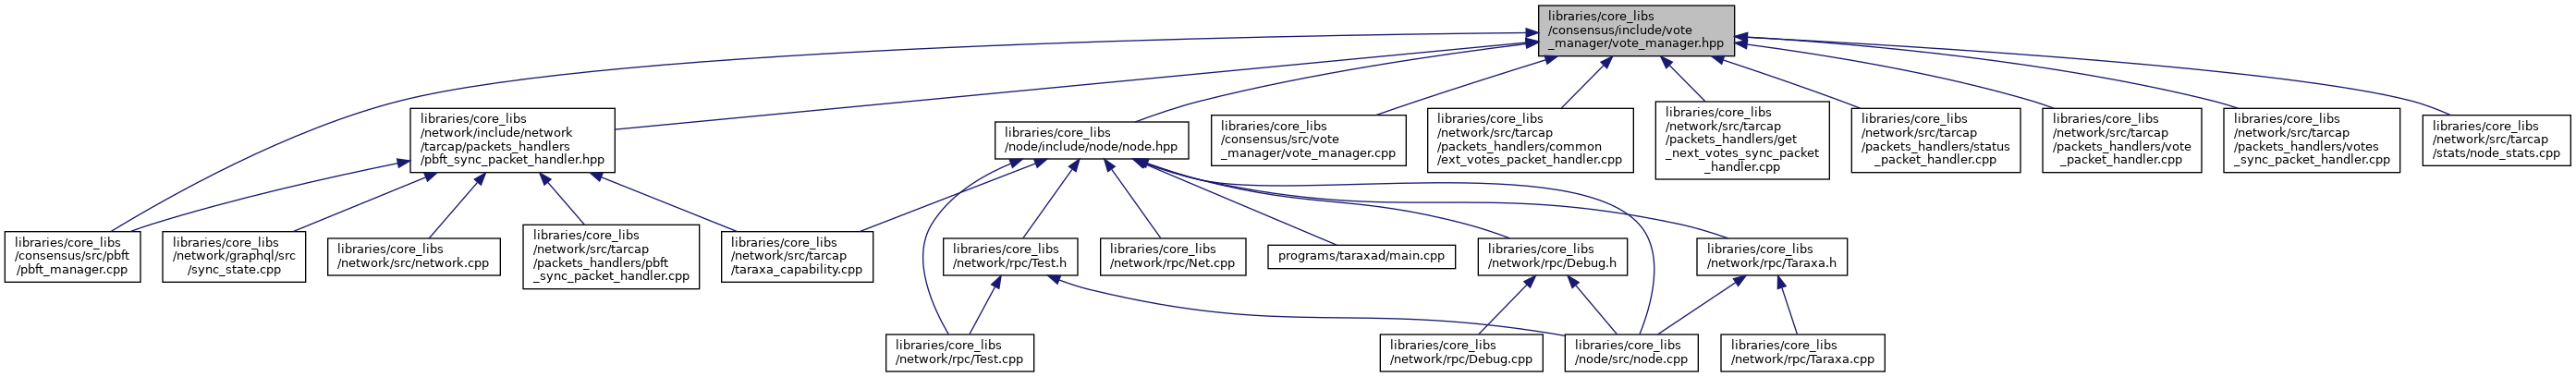 libraries/core_libs
/consensus/include/vote
_manager/vote_manager.hpp
libraries/core_libs
/network/include/network
/tarcap/packets_handlers
/pbft_sync_packet_handler.hpp
libraries/core_libs
/node/include/node/node.hpp
libraries/core_libs
/consensus/src/vote
_manager/vote_manager.cpp
libraries/core_libs
/network/src/tarcap
/packets_handlers/common
/ext_votes_packet_handler.cpp
libraries/core_libs
/network/src/tarcap
/packets_handlers/get
_next_votes_sync_packet
_handler.cpp
libraries/core_libs
/network/src/tarcap
/packets_handlers/status
_packet_handler.cpp
libraries/core_libs
/network/src/tarcap
/packets_handlers/vote
_packet_handler.cpp
libraries/core_libs
/network/src/tarcap
/packets_handlers/votes
_sync_packet_handler.cpp
libraries/core_libs
/network/src/tarcap
/stats/node_stats.cpp
libraries/core_libs
/consensus/src/pbft
/pbft_manager.cpp
libraries/core_libs
/network/graphql/src
/sync_state.cpp
libraries/core_libs
/network/src/network.cpp
libraries/core_libs
/network/src/tarcap
/packets_handlers/pbft
_sync_packet_handler.cpp
libraries/core_libs
/network/src/tarcap
/taraxa_capability.cpp
libraries/core_libs
/network/rpc/Test.h
libraries/core_libs
/network/rpc/Net.cpp
programs/taraxad/main.cpp
libraries/core_libs
/network/rpc/Debug.h
libraries/core_libs
/network/rpc/Taraxa.h
libraries/core_libs
/network/rpc/Test.cpp
libraries/core_libs
/network/rpc/Debug.cpp
libraries/core_libs
/node/src/node.cpp
libraries/core_libs
/network/rpc/Taraxa.cpp